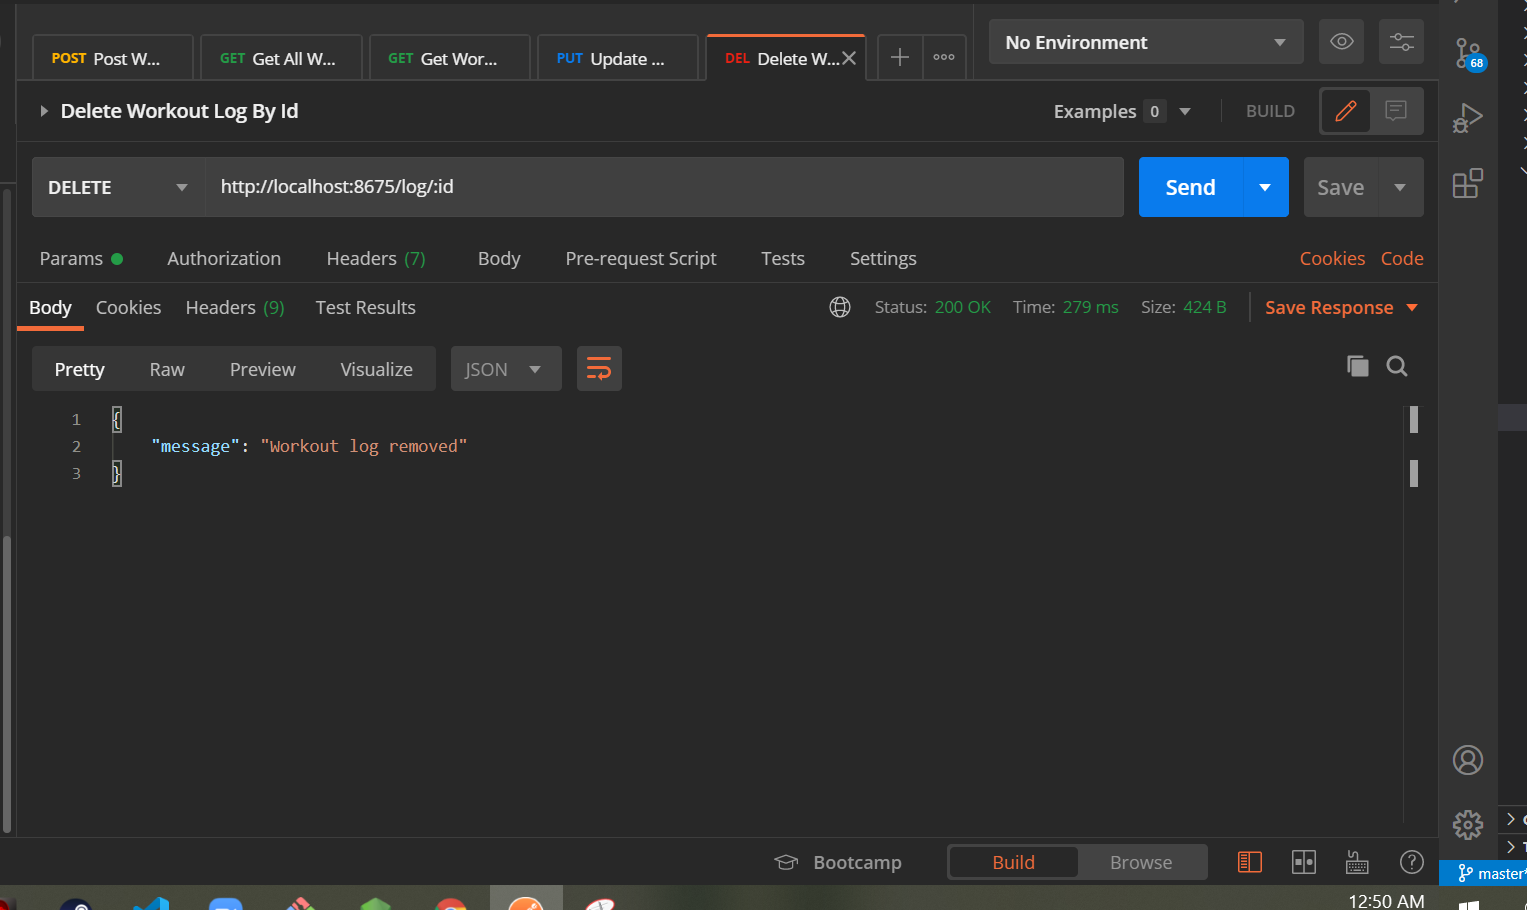 POST Post W... GET Get All W... GET Get Wor... PUT Update ... DEL Delete W... No Environment
68
Delete Workout Log By Id Examples 0 BUILD
DELETE http://localhost:8675/log/:id Send Save
Params Authorization Headers (7) Body Pre-request Script Tests Settings Cookies Code
Body Cookies Headers (9) Test Results Status: 200 OK Time: 279 ms Size: 424 B Save Response
Pretty Raw Preview Visualize JSON
1 {
2 "message": "Workout log removed"
3 }
Bootcamp Build Browse
master*
12:50 AM